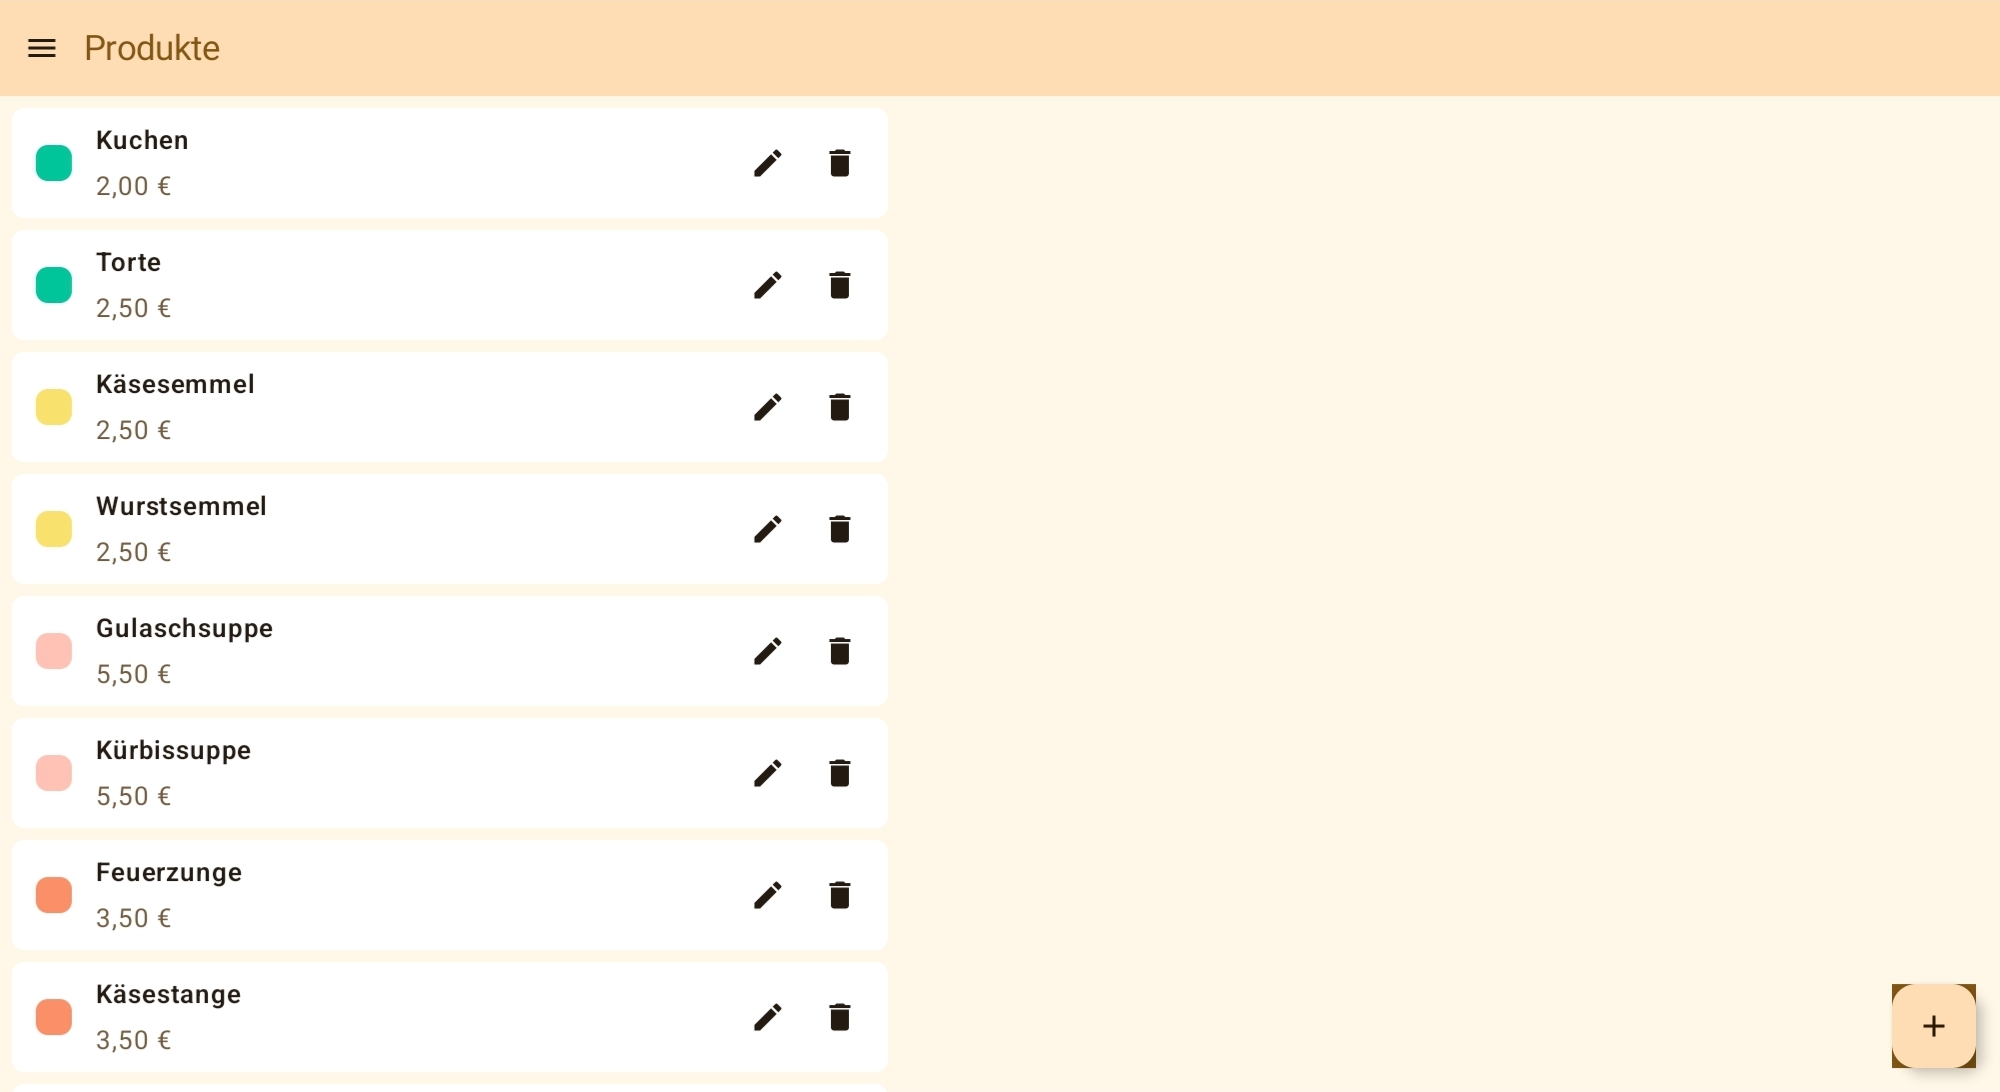 Produkte
Kuchen
2,00 €
Torte
2,50 €
Käsesemmel
2,50 €
Wurstsemmel
2,50 €
Gulaschsuppe
5,50 €
Kürbissuppe
5,50 €
Feuerzunge
3,50 €
Käsestange
3,50 €